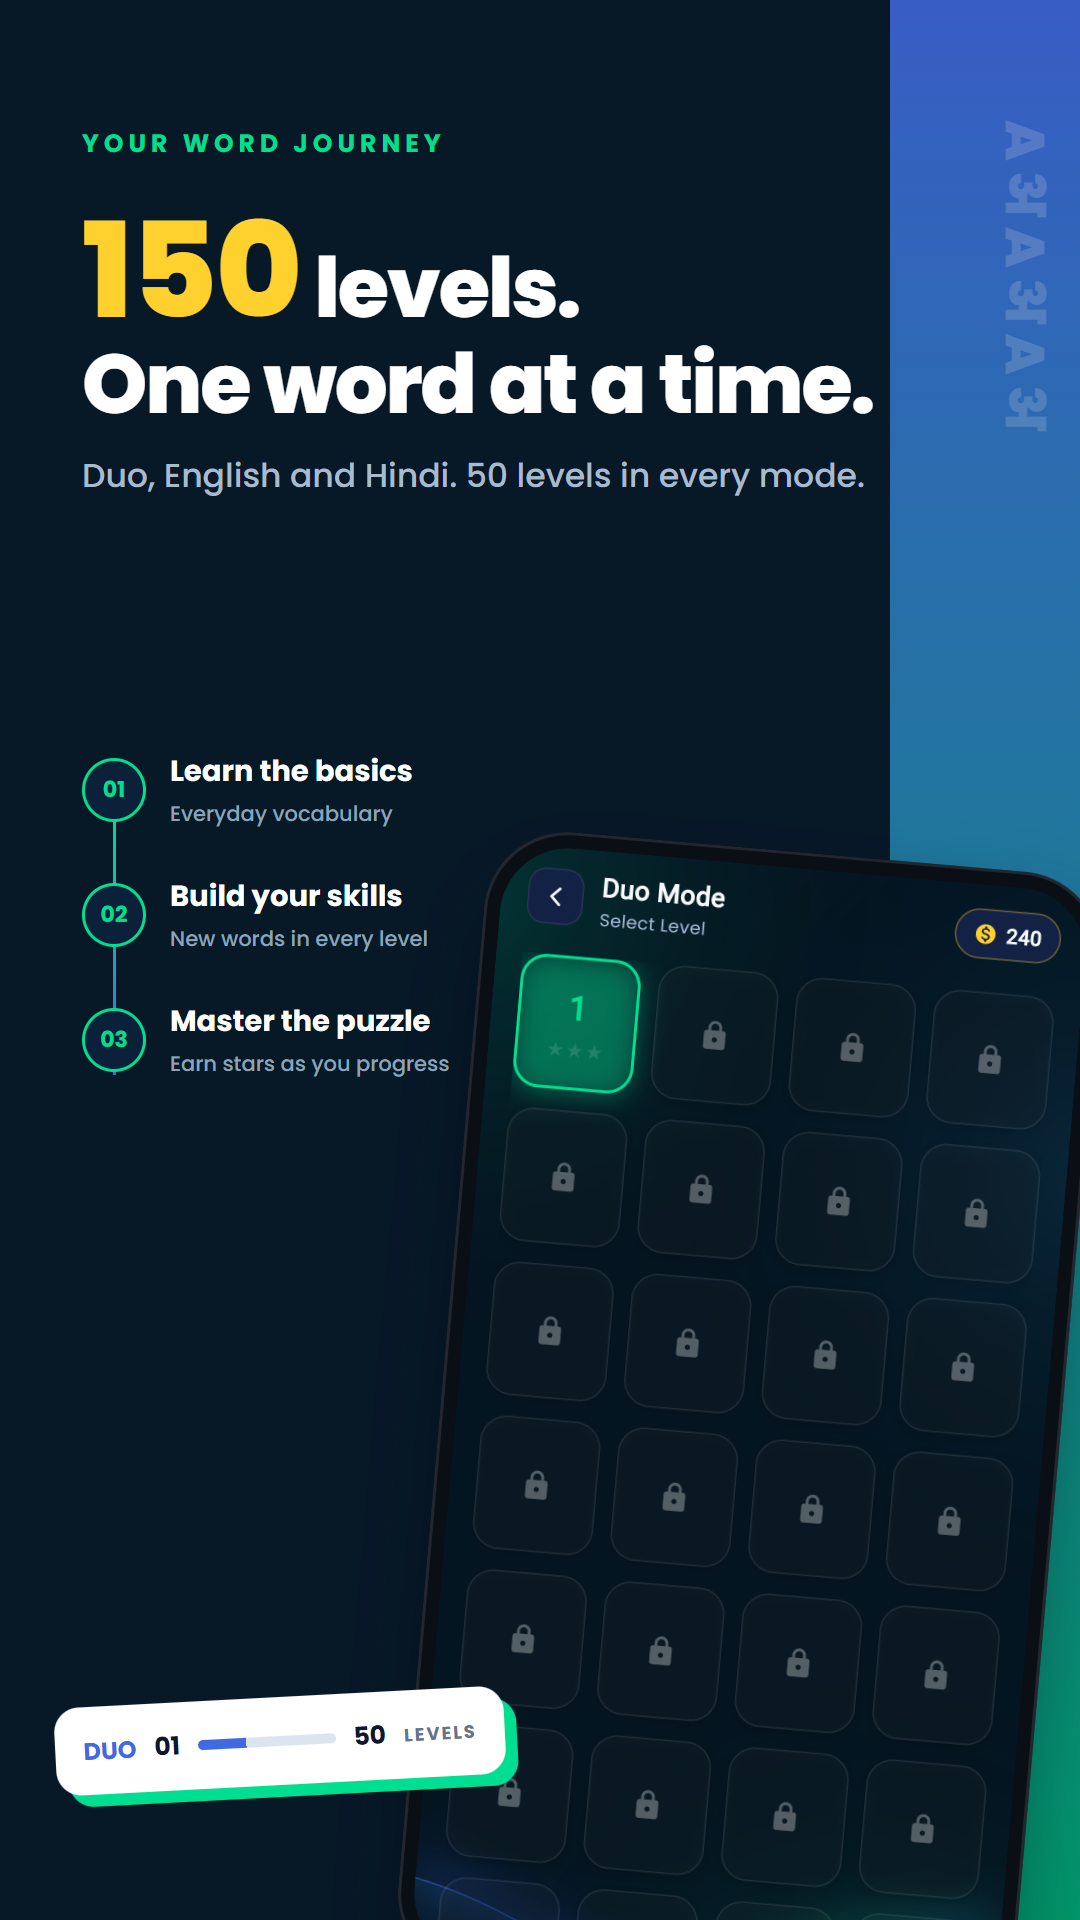 YOUR WORD JOURNEY
150 levels.
One word at a time.
Duo, English and Hindi. 50 levels in every mode.
A अ A अ A अ
01
Learn the basics
Everyday vocabulary
02
Build your skills
New words in every level
03
Master the puzzle
Earn stars as you progress
Duo Mode
Select Level
$ 240
1
DUO 01 50 LEVELS